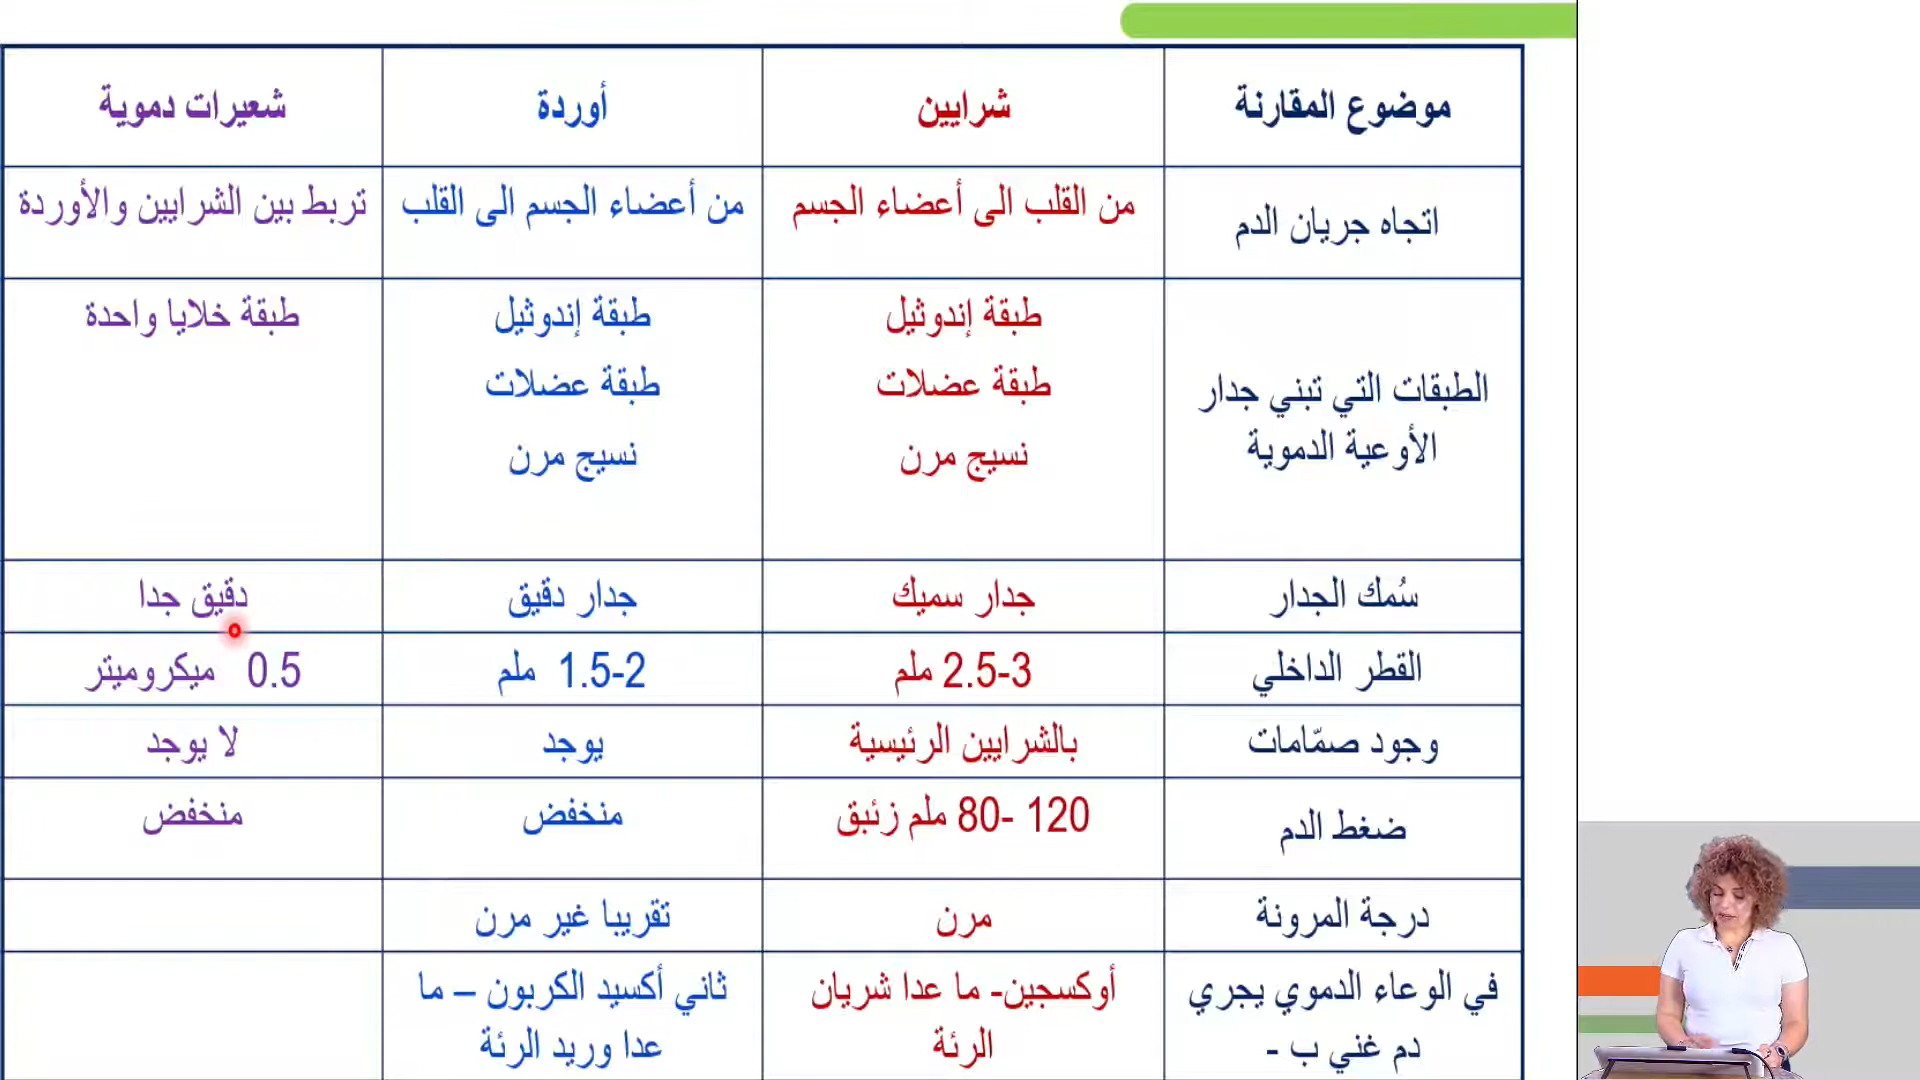 موضوع المقارنة
شرايين
أوردة
شعيرات دموية
اتجاه جريان الدم
من القلب الى أعضاء الجسم
من أعضاء الجسم الى القلب
تربط بين الشرايين والأوردة
الطبقات التي تبني جدار
الأوعية الدموية
طبقة إندوثيل
طبقة عضلات
نسيج مرن
طبقة إندوثيل
طبقة عضلات
نسيج مرن
طبقة خلايا واحدة
سُمك الجدار
جدار سميك
جدار دقيق
دقيق جدا
القطر الداخلي
2.5-3 ملم
1.5-2 ملم
0.5 ميكروميتر
وجود صمّامات
بالشرايين الرئيسية
يوجد
لا يوجد
ضغط الدم
120 -80 ملم زئبق
منخفض
منخفض
درجة المرونة
مرن
تقريبا غير مرن
في الوعاء الدموي يجري
دم غني ب -
أوكسجين- ما عدا شريان
الرئة
ثاني أكسيد الكربون – ما
عدا وريد الرئة